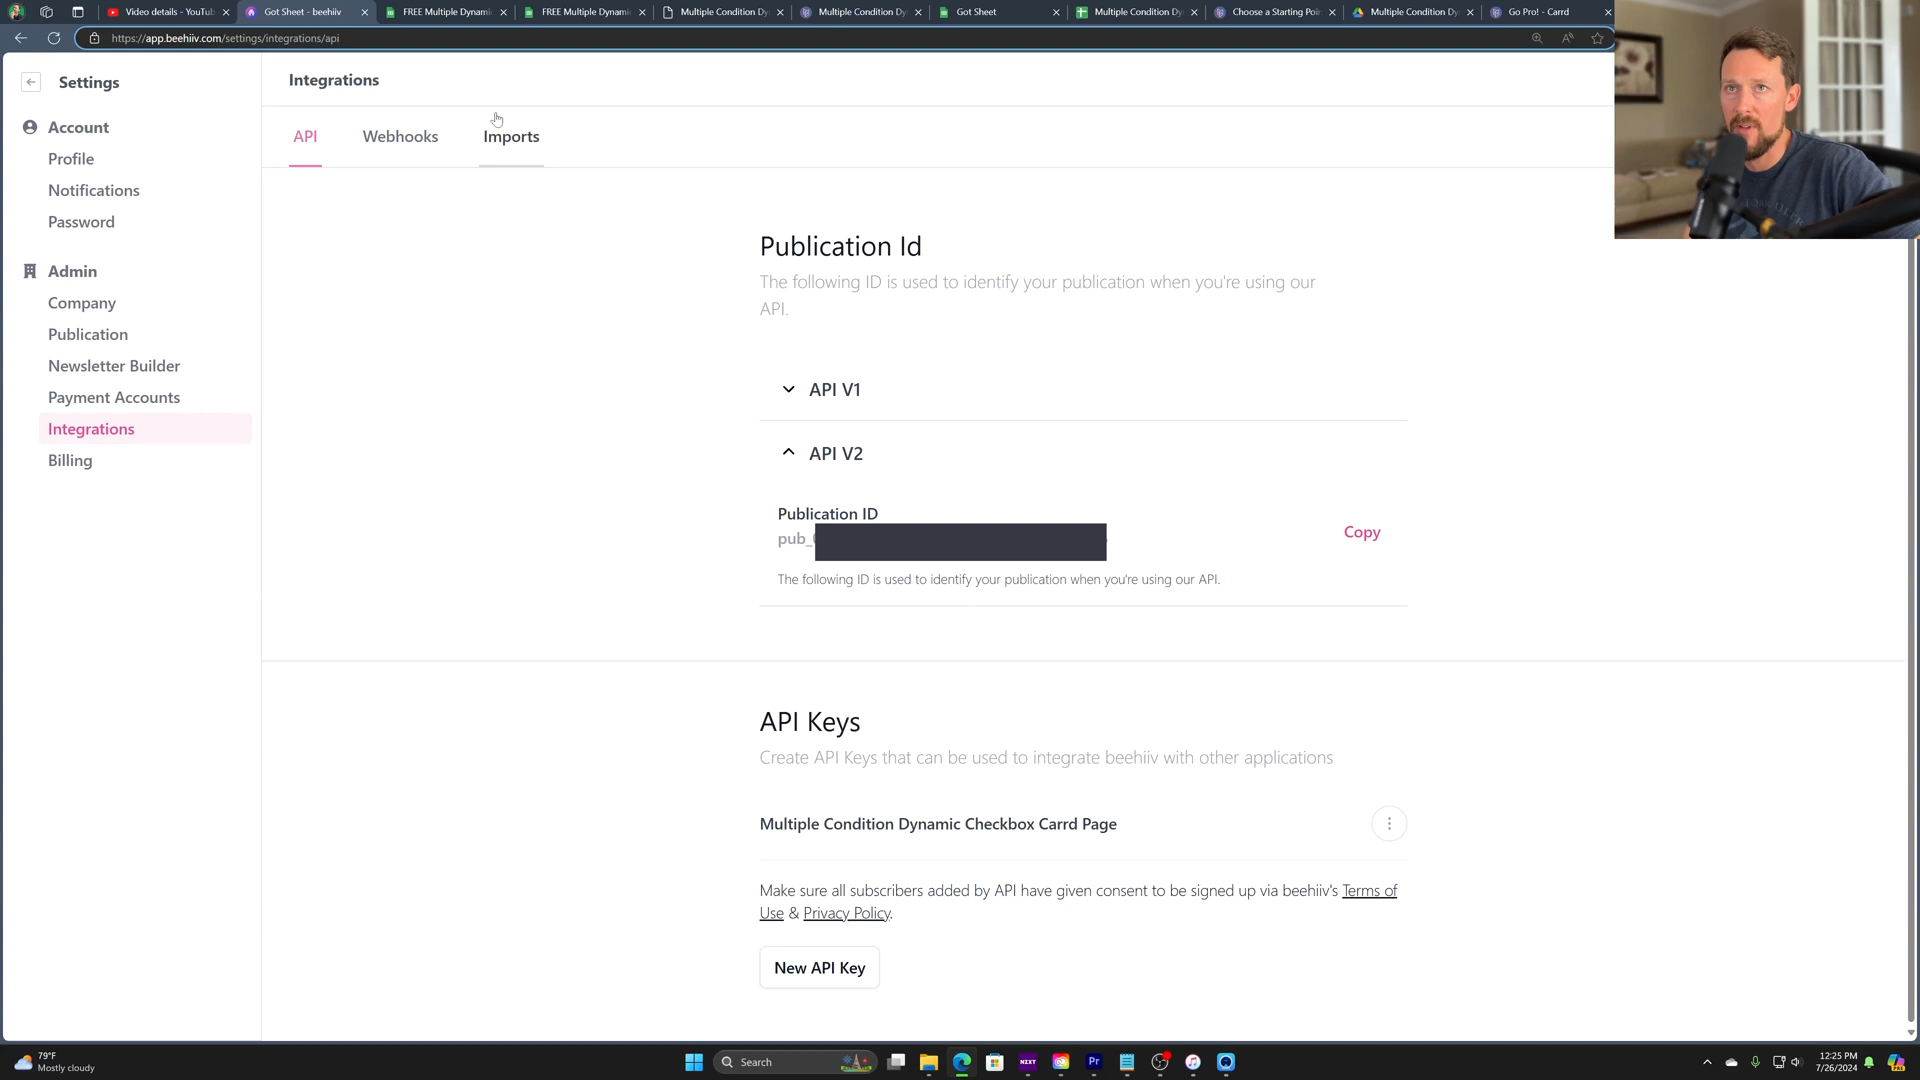 Video details - YouTub
Got Sheet - beehiiv
FREE Multiple Dynamic
FREE Multiple Dynamic
Multiple Condition Dy
Multiple Condition Dy
Got Sheet
Multiple Condition Dy
Choose a Starting Poi
Multiple Condition Dy
Go Pro! - Carrd
https://app.beehiiv.com/settings/integrations/api
Settings
Integrations
Account
API
Webhooks
Imports
Profile
Notifications
Password
Admin
Company
Publication
Newsletter Builder
Payment Accounts
Integrations
Billing
Publication Id
The following ID is used to identify your publication when you're using our
API.
API V1
API V2
Publication ID
pub_
Copy
The following ID is used to identify your publication when you're using our API.
API Keys
Create API Keys that can be used to integrate beehiiv with other applications
Multiple Condition Dynamic Checkbox Carrd Page
Make sure all subscribers added by API have given consent to be signed up via beehiiv's Terms of
Use & Privacy Policy.
New API Key
79°F
Mostly cloudy
Search
NZXT
Pr
12:25 PM
7/26/2024